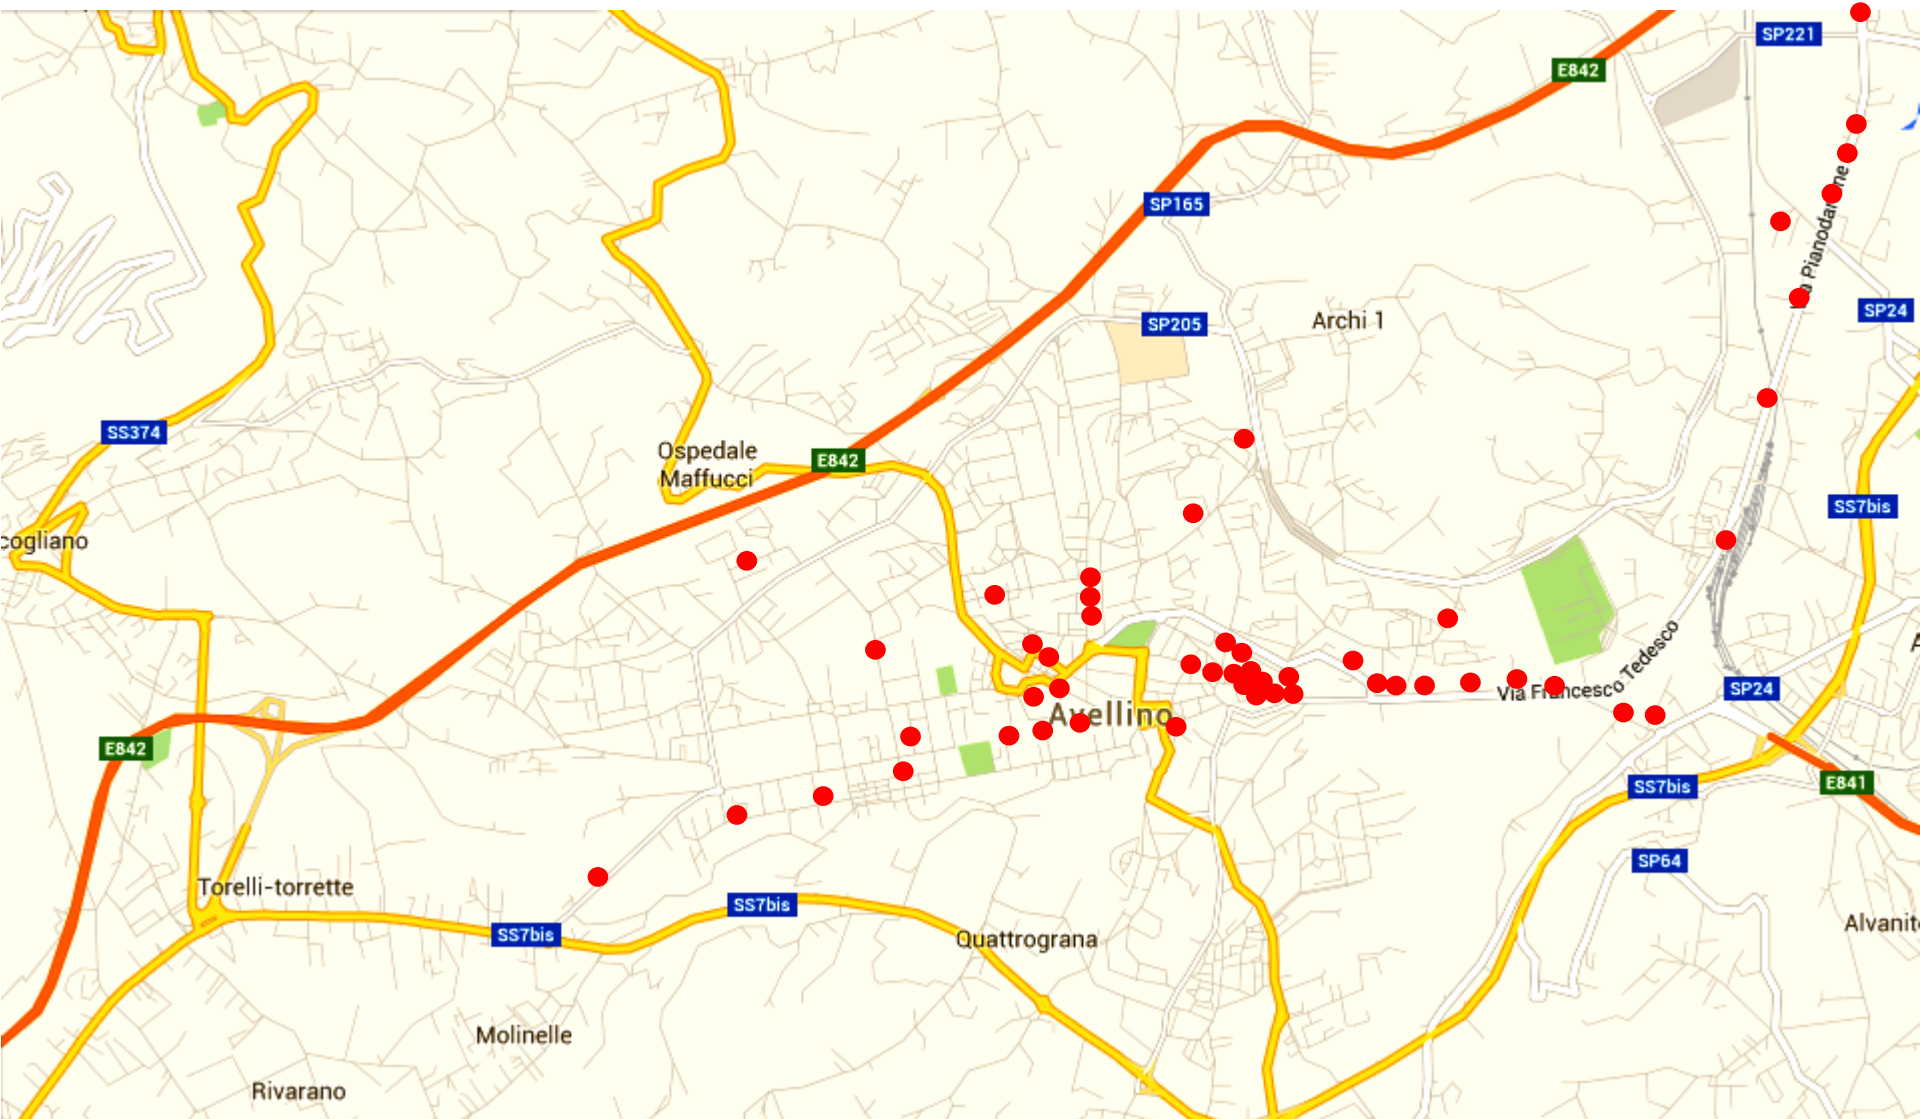 SP221
E842
SP165
SP205
Archi 1
SP24
SS374
Ospedale
Maffucci
E842
SS7bis
cogliano
Via Francesco Tedesco
SP24
Avellino
E842
E841
SS7bis
SP64
Torelli-torrette
SS7bis
SS7bis
Quattrograna
Alvanit
Molinelle
Rivarano